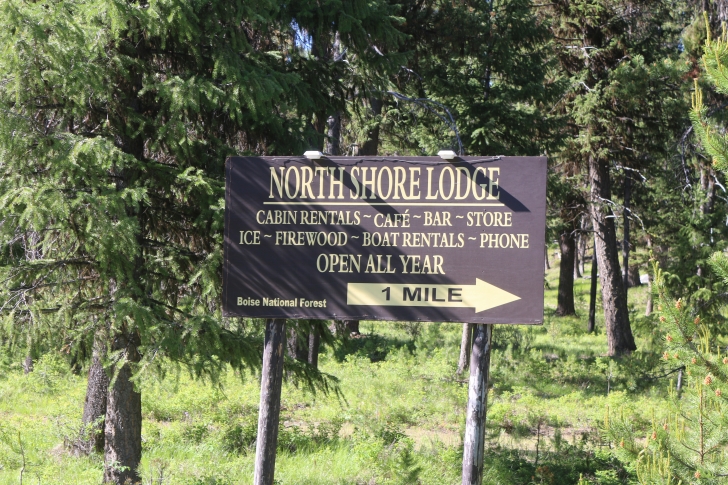 NORTH SHORE LODGE
CABIN RENTALS ~ CAFÉ ~ BAR ~ STORE
ICE ~ FIREWOOD ~ BOAT RENTALS ~ PHONE
OPEN ALL YEAR
1 MILE
Boise National Forest